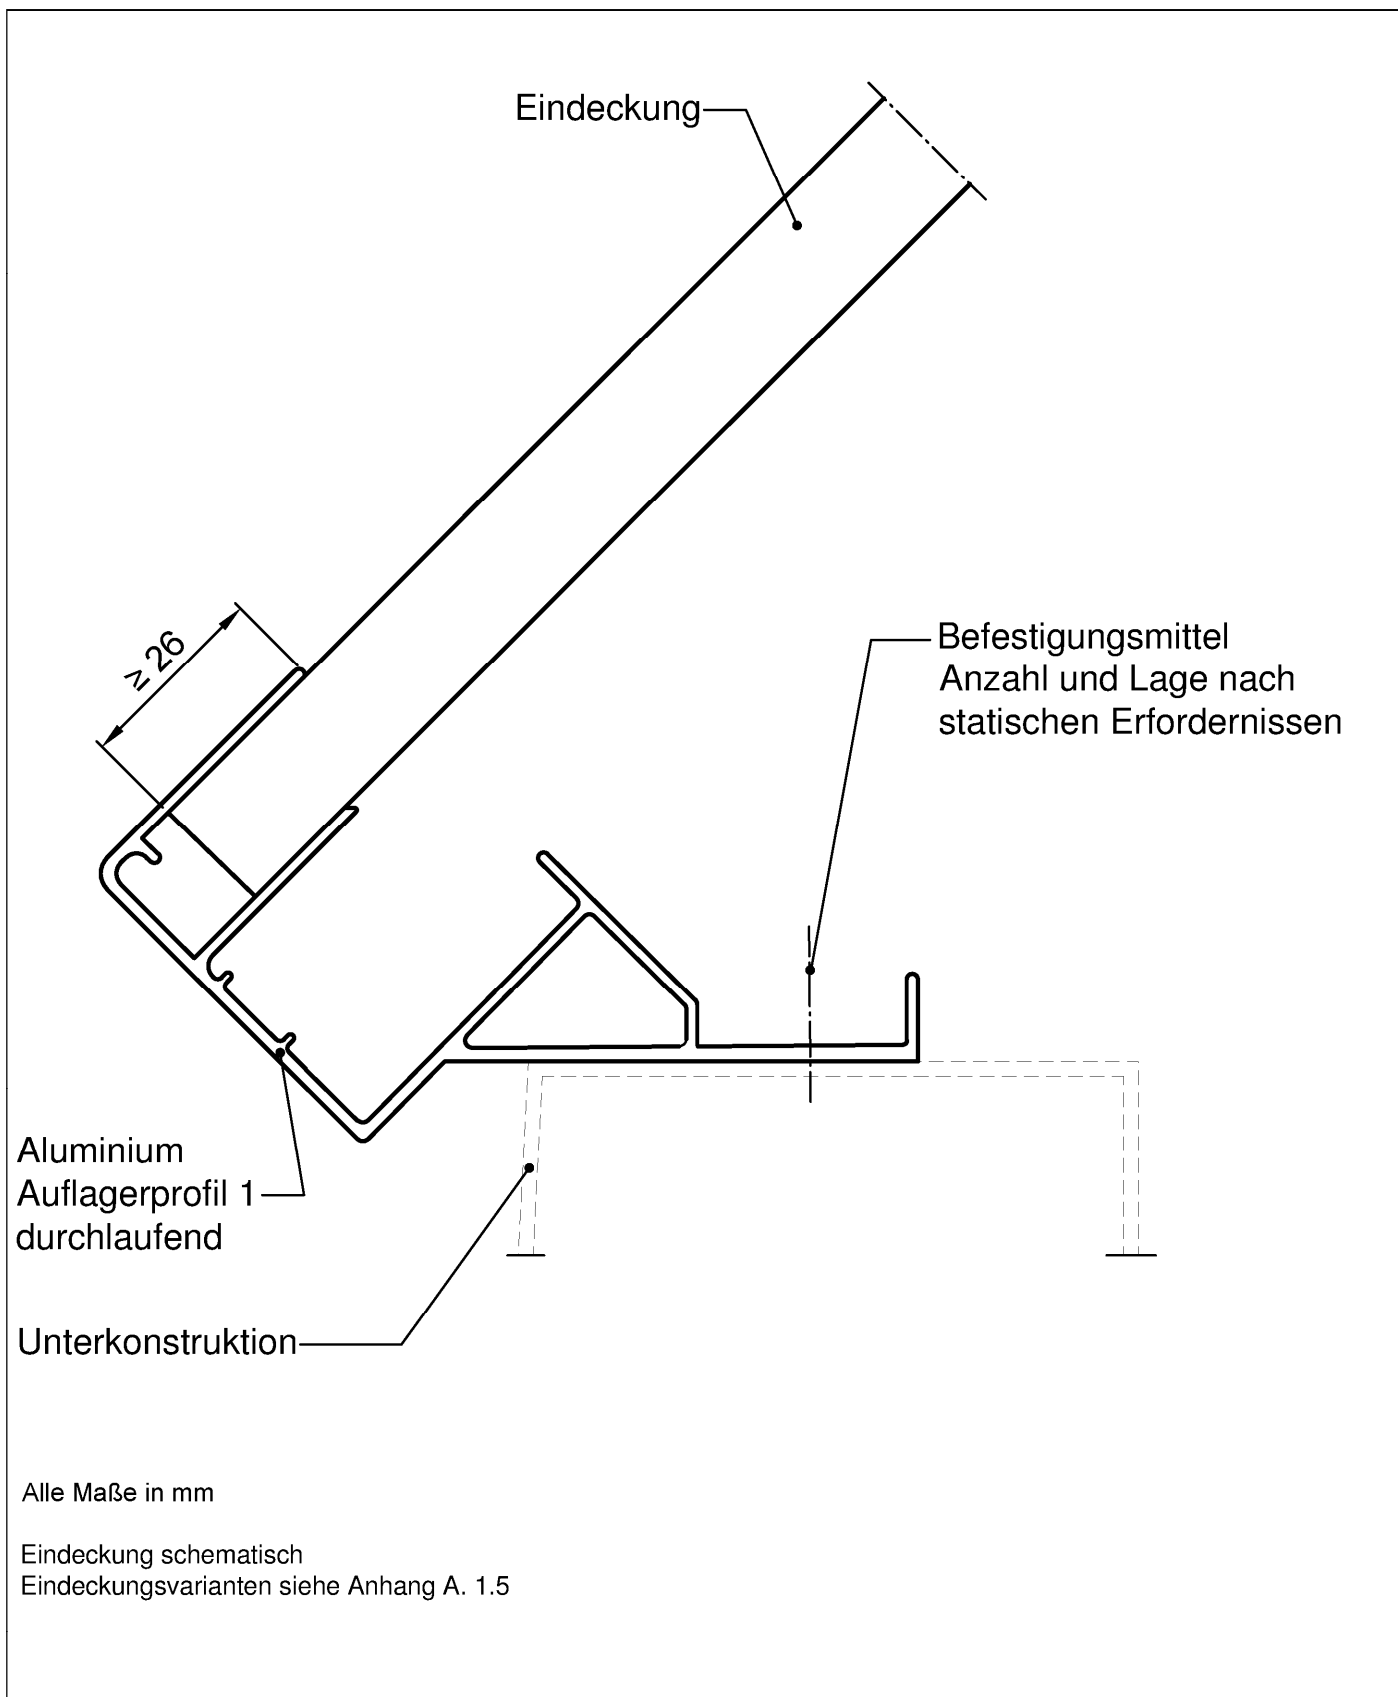 Eindeckung
≥ 26
Befestigungsmittel
Anzahl und Lage nach
statischen Erfordernissen
Aluminium
Auflagerprofil 1
durchlaufend
Unterkonstruktion
Alle Maße in mm
Eindeckung schematisch
Eindeckungsvarianten siehe Anhang A. 1.5